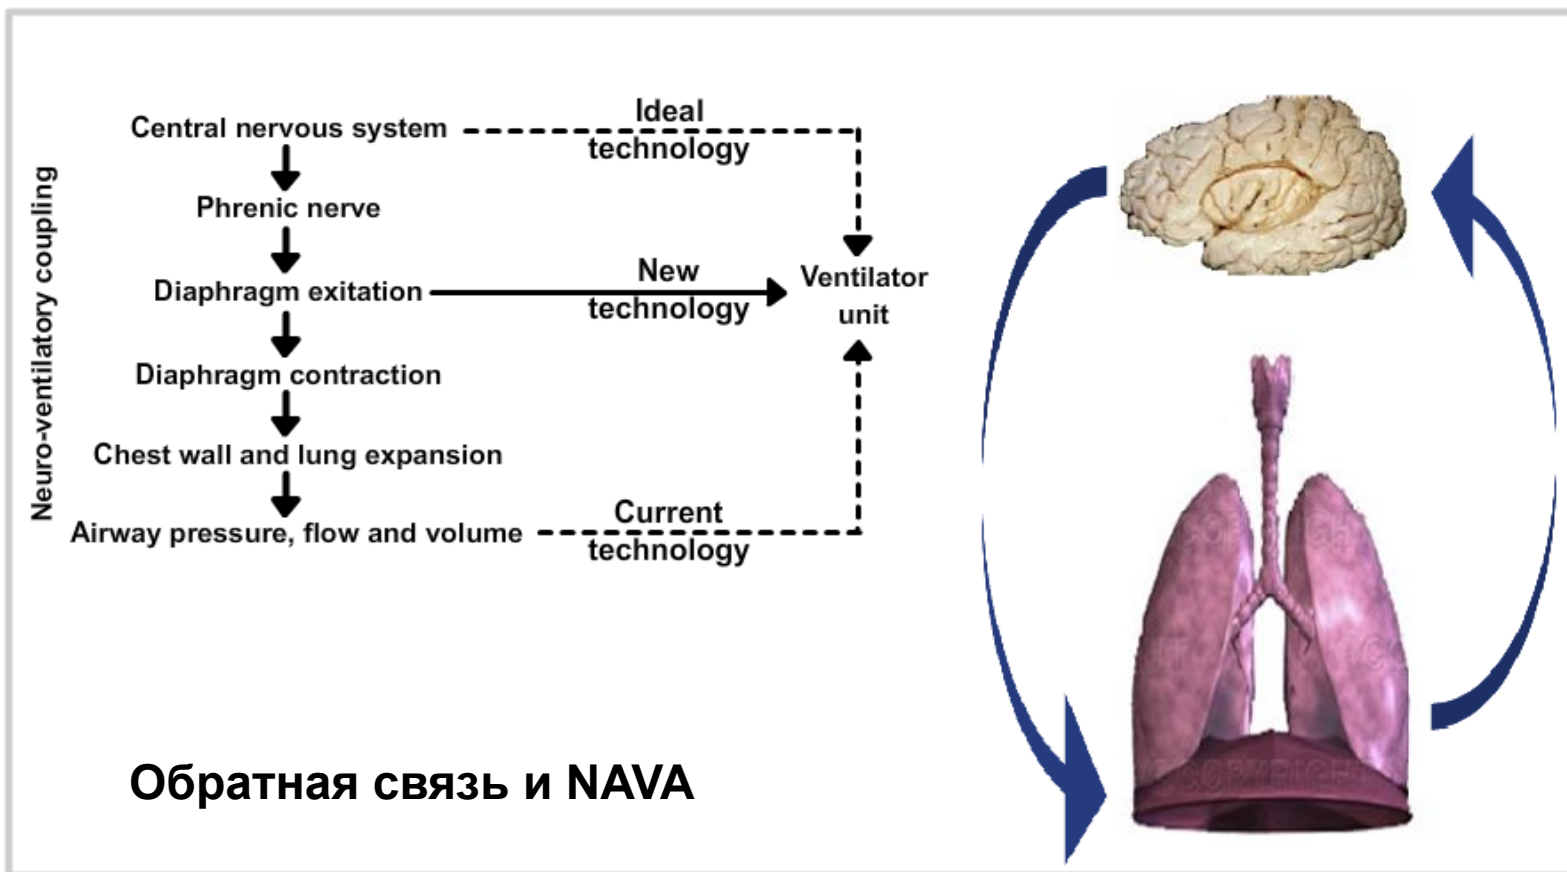 Neuro-ventilatory coupling
Central nervous system
Ideal
technology
Phrenic nerve
Diaphragm exitation
New
technology
Ventilator
unit
Diaphragm contraction
Chest wall and lung expansion
Airway pressure, flow and volume
Current
technology
Обратная связь и NAVA
COPYRIGHT